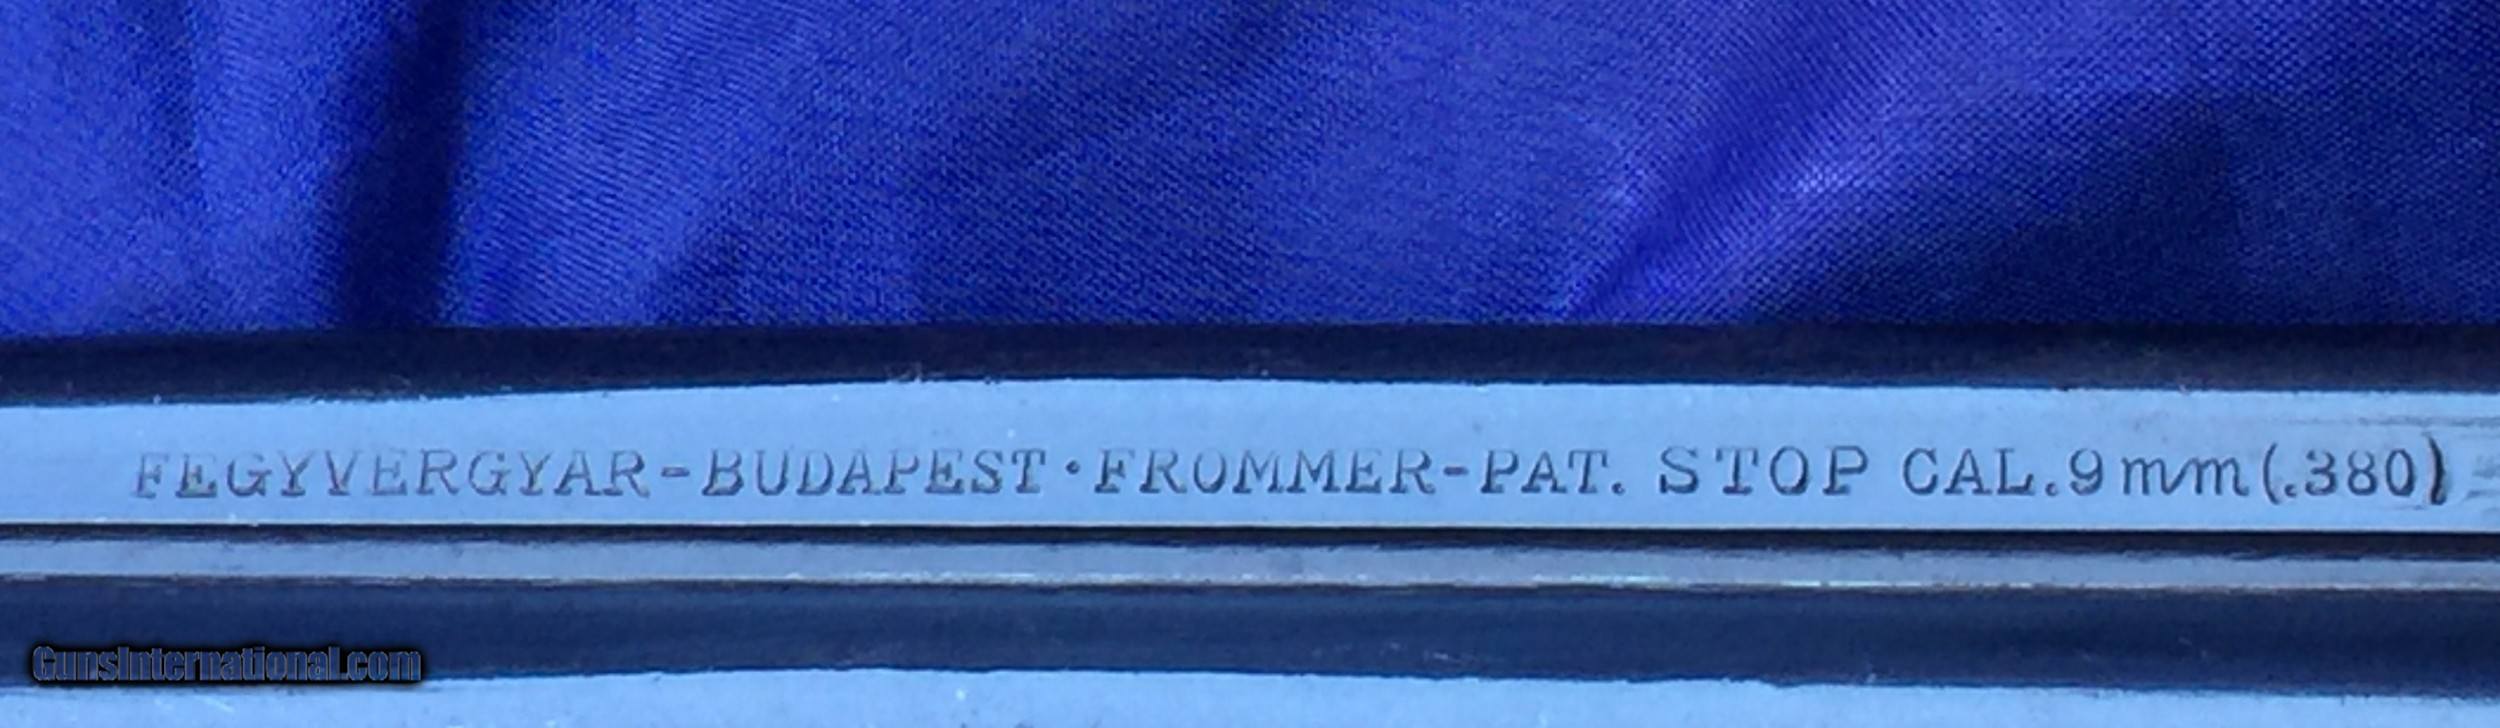 FEGYVERGYAR-BUDAPEST·FROMMER-PAT. STOP CAL.9mm(.380)
GunsInternational.com